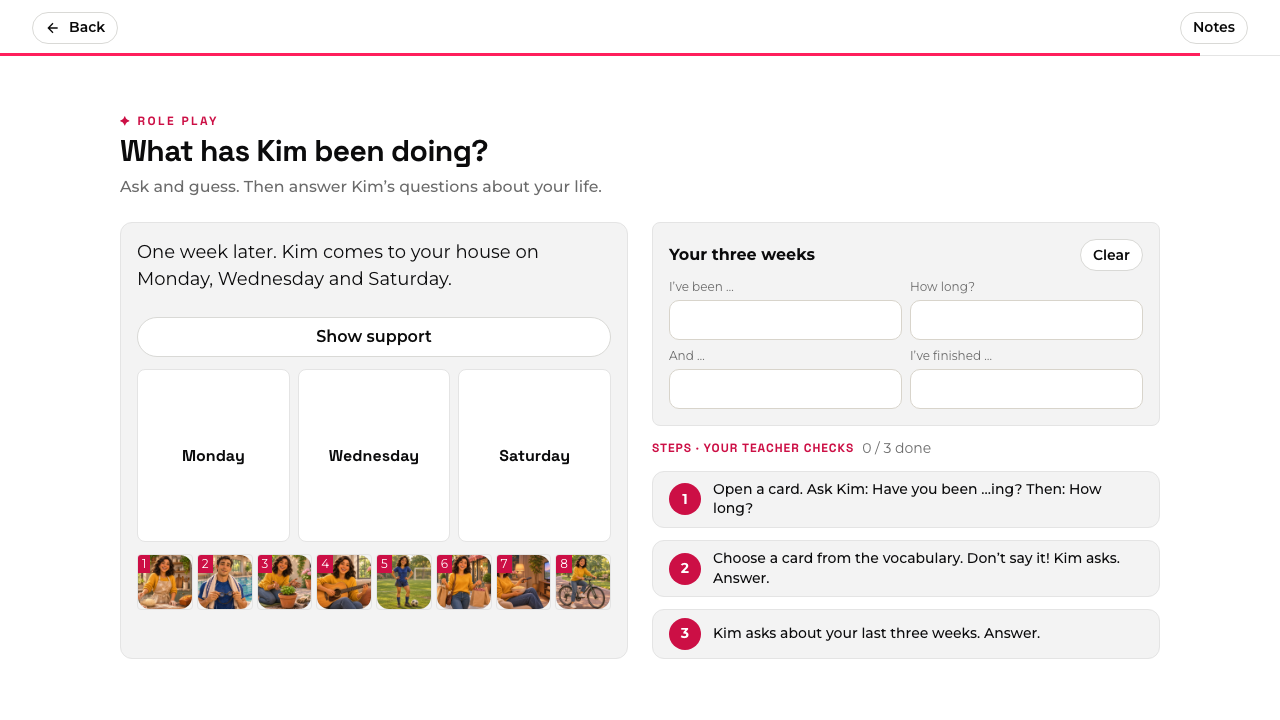 Back
Notes
ROLE PLAY
What has Kim been doing?
Ask and guess. Then answer Kim's questions about your life.
One week later. Kim comes to your house on
Monday, Wednesday and Saturday.
Show support
Monday
Wednesday
Saturday
1
2
3
4
5
6
7
8
Your three weeks
Clear
I've been ...
How long?
And ...
I've finished ...
STEPS · YOUR TEACHER CHECKS 0 / 3 done
1
Open a card. Ask Kim: Have you been ...ing? Then: How
long?
2
Choose a card from the vocabulary. Don't say it! Kim asks.
Answer.
3
Kim asks about your last three weeks. Answer.